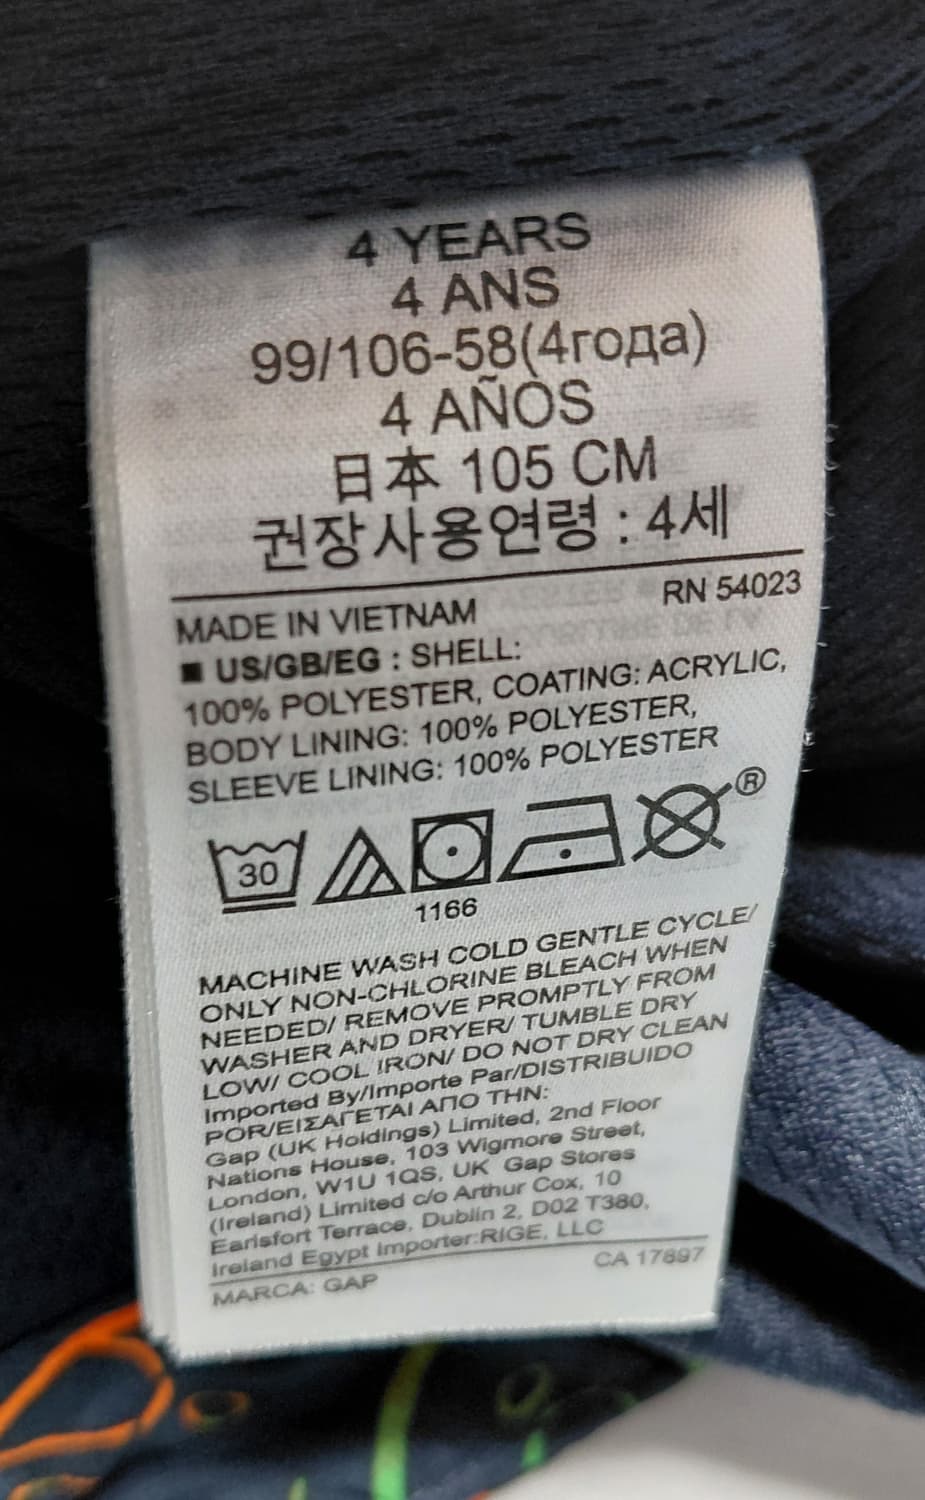 4 YEARS
4 ANS
99/106-58(4года)
4 AÑOS
日本 105 CM
권장사용연령 : 4세
RN 54023
MADE IN VIETNAM
■ US/GB/EG : SHELL:
100% POLYESTER, COATING: ACRYLIC,
BODY LINING: 100% POLYESTER,
SLEEVE LINING: 100% POLYESTER
30
®
1166
MACHINE WASH COLD GENTLE CYCLE/
ONLY NON-CHLORINE BLEACH WHEN
NEEDED/ REMOVE PROMPTLY FROM
WASHER AND DRYER/ TUMBLE DRY
LOW/ COOL IRON/ DO NOT DRY CLEAN
Imported By/Importe Par/DISTRIBUIDO
POR/ΕΙΣΑΓΕΤΑΙ ΑΠΟ ΤΗΝ:
Gap (UK Holdings) Limited, 2nd Floor
Nations House, 103 Wigmore Street,
London, W1U 1QS, UK Gap Stores
(Ireland) Limited c/o Arthur Cox, 10
Earlsfort Terrace, Dublin 2, D02 T380,
Ireland Egypt Importer:RIGE, LLC
MARCA: GAP
CA 17897